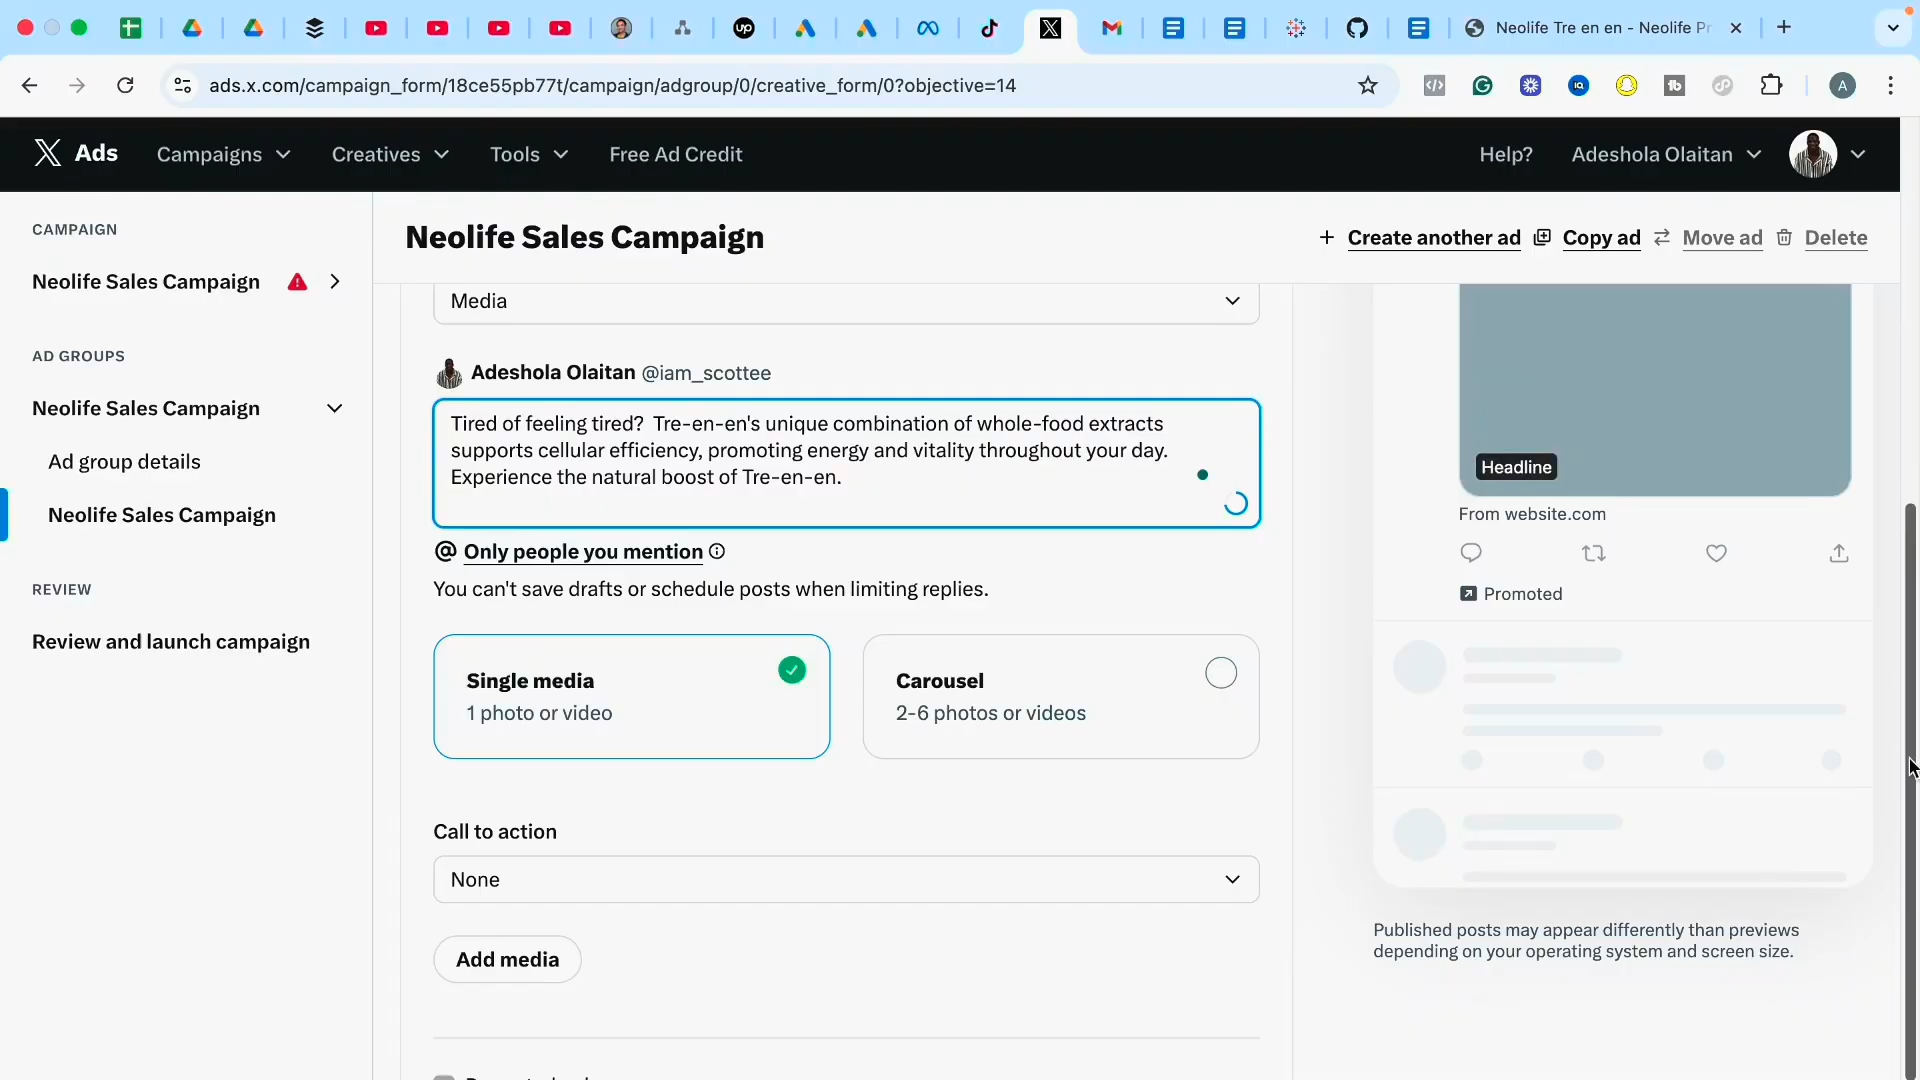 Neolife Tre en en - Neolife Pr
ads.x.com/campaign_form/18ce55pb77t/campaign/adgroup/0/creative_form/0?objective=14
A
X Ads
Campaigns
Creatives
Tools
Free Ad Credit
Help?
Adeshola Olaitan
CAMPAIGN
Neolife Sales Campaign
AD GROUPS
Neolife Sales Campaign
Ad group details
Neolife Sales Campaign
REVIEW
Review and launch campaign
Neolife Sales Campaign
Create another ad
Copy ad
Move ad
Delete
Media
Adeshola Olaitan @iam_scottee
Tired of feeling tired?  Tre-en-en's unique combination of whole-food extracts
supports cellular efficiency, promoting energy and vitality throughout your day.
Experience the natural boost of Tre-en-en.
@ Only people you mention
You can't save drafts or schedule posts when limiting replies.
Single media
1 photo or video
Carousel
2-6 photos or videos
Call to action
None
Add media
Headline
From website.com
Promoted
Published posts may appear differently than previews
depending on your operating system and screen size.